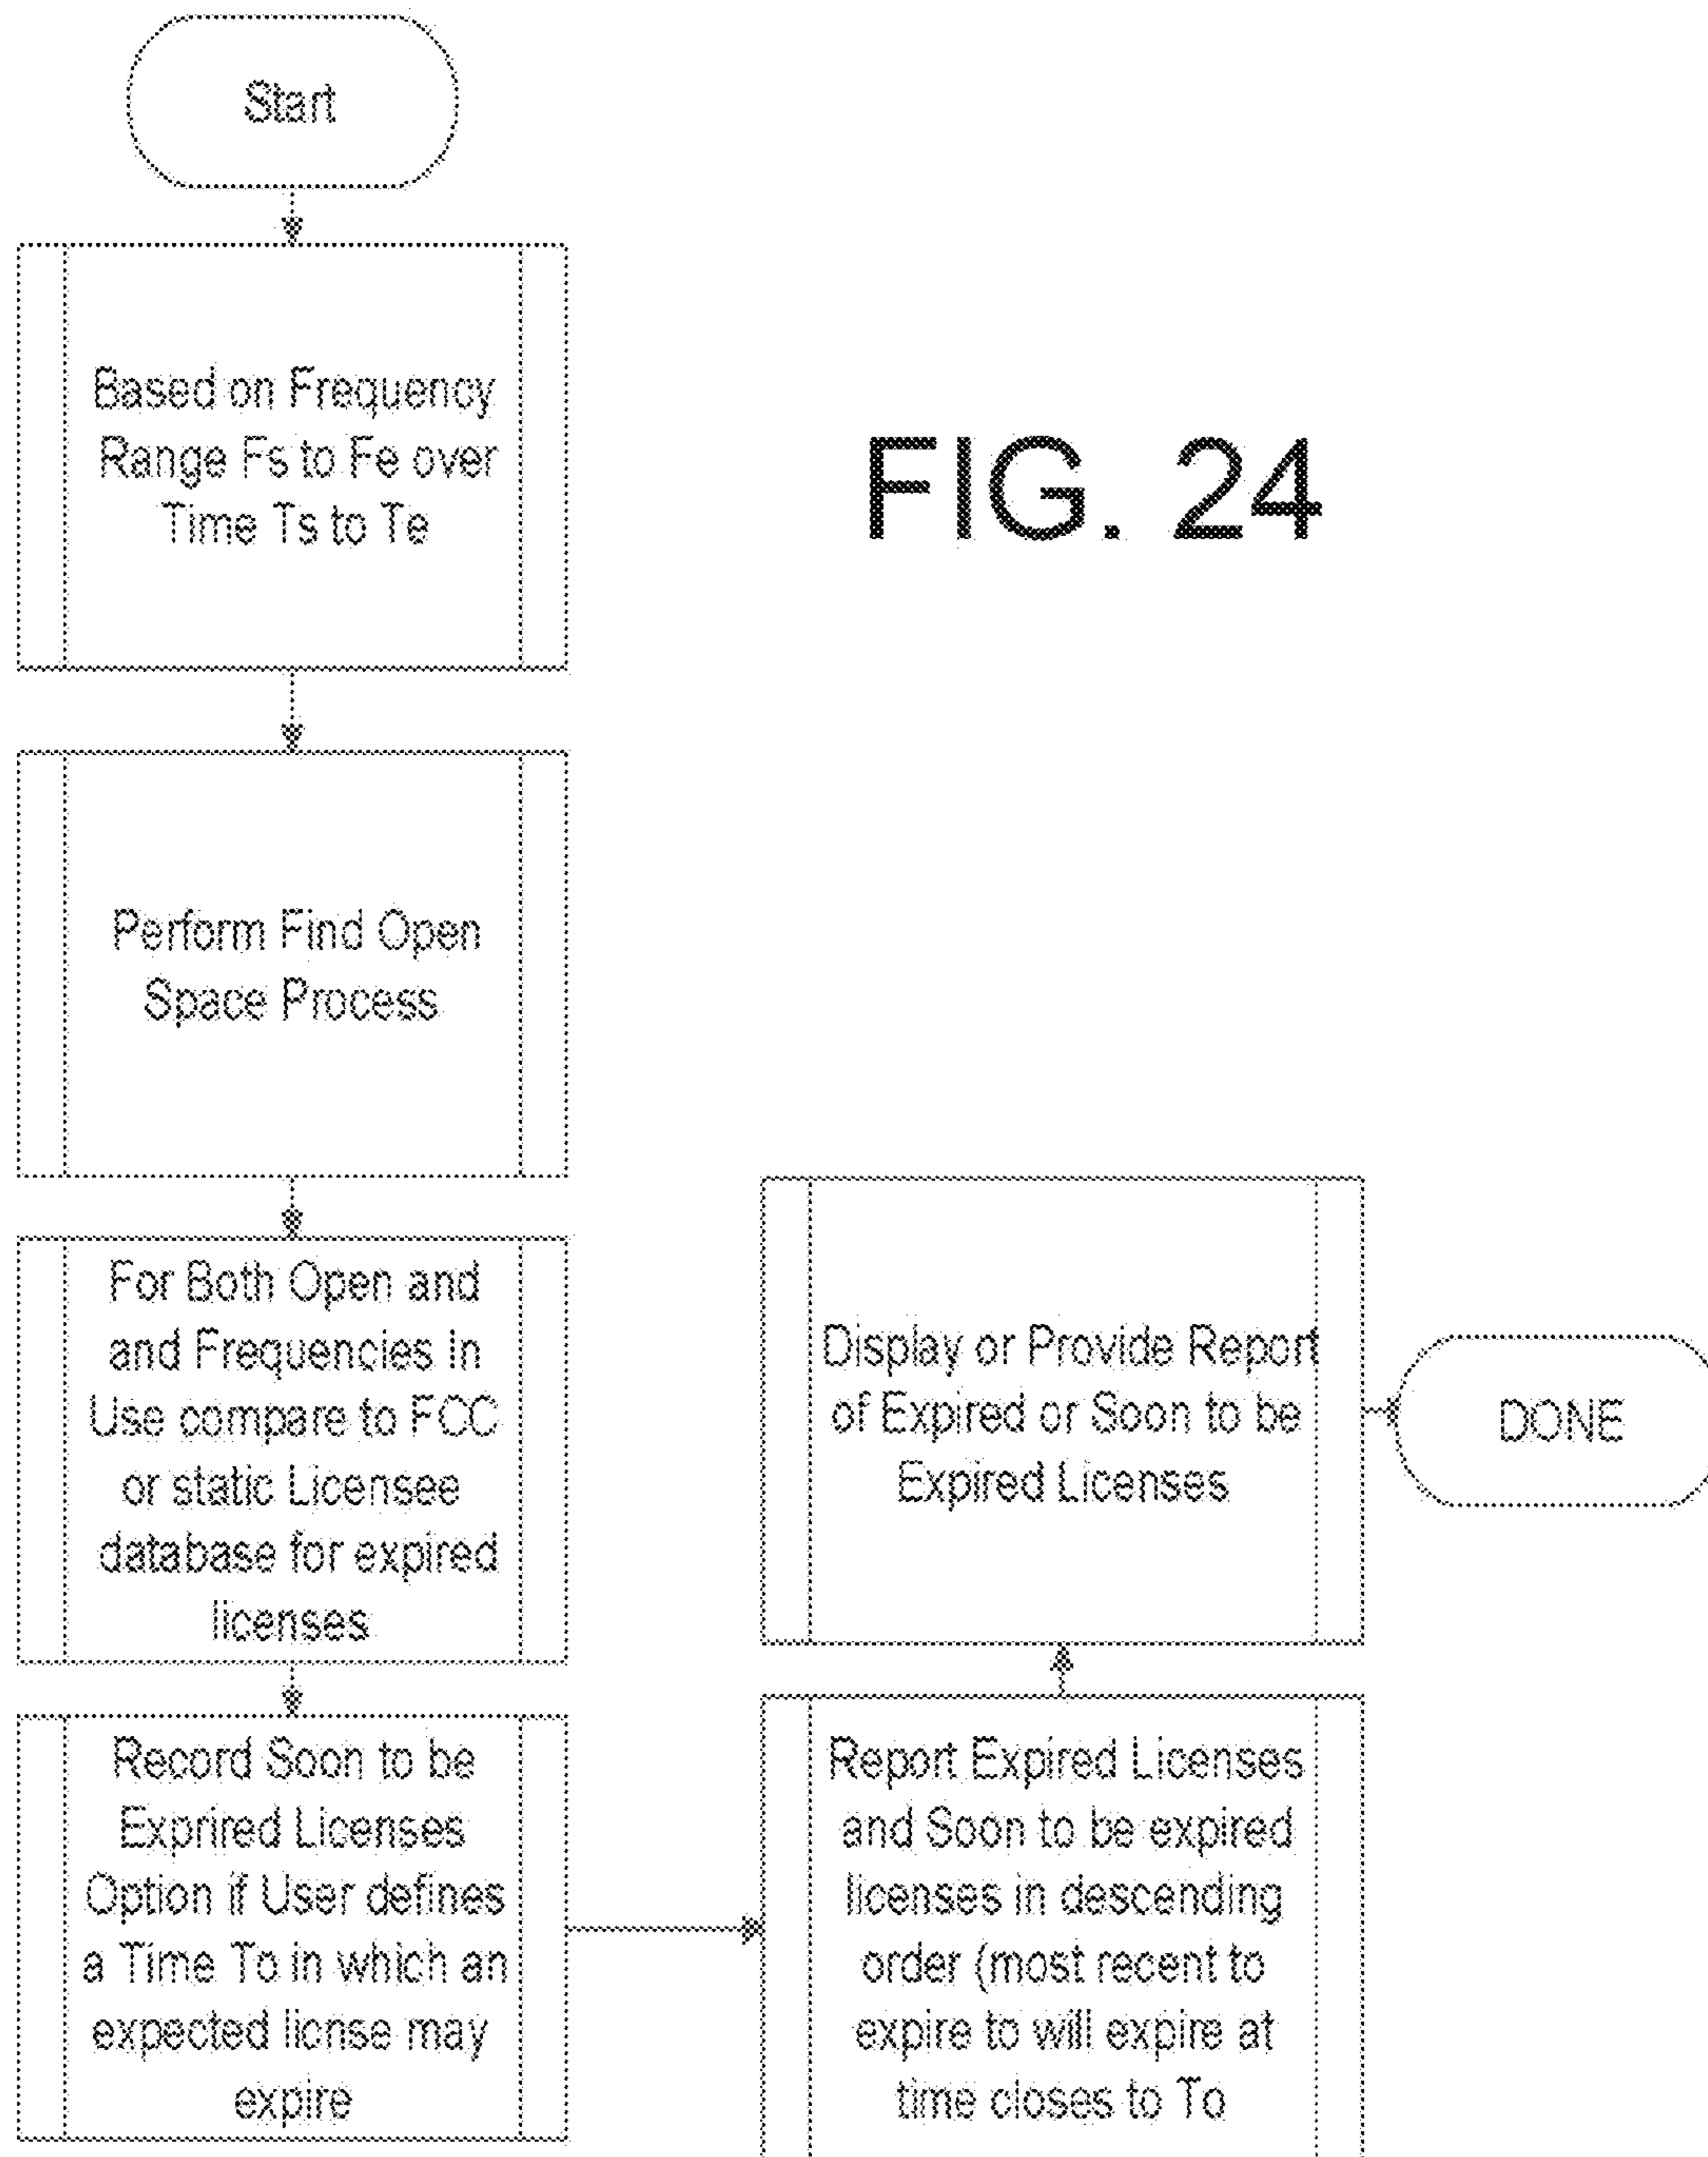 Start
Based on Frequency
Range Fs to Fe over
Time Ts to Te
FIG. 24
Perform Find Open
Space Process
For Both Open and
and Frequencies In
Use compare to FCC
or static Licensee
database for expired
licenses
Record Soon to be
Exprired Licenses
Option if User defines
a Time To in which an
expected licnse may
expire
Report Expired Licenses
and Soon to be expired
licenses in descending
order (most recent to
expire to will expire at
time closes to To
Display or Provide Report
of Expired or Soon to be
Expired Licenses
DONE